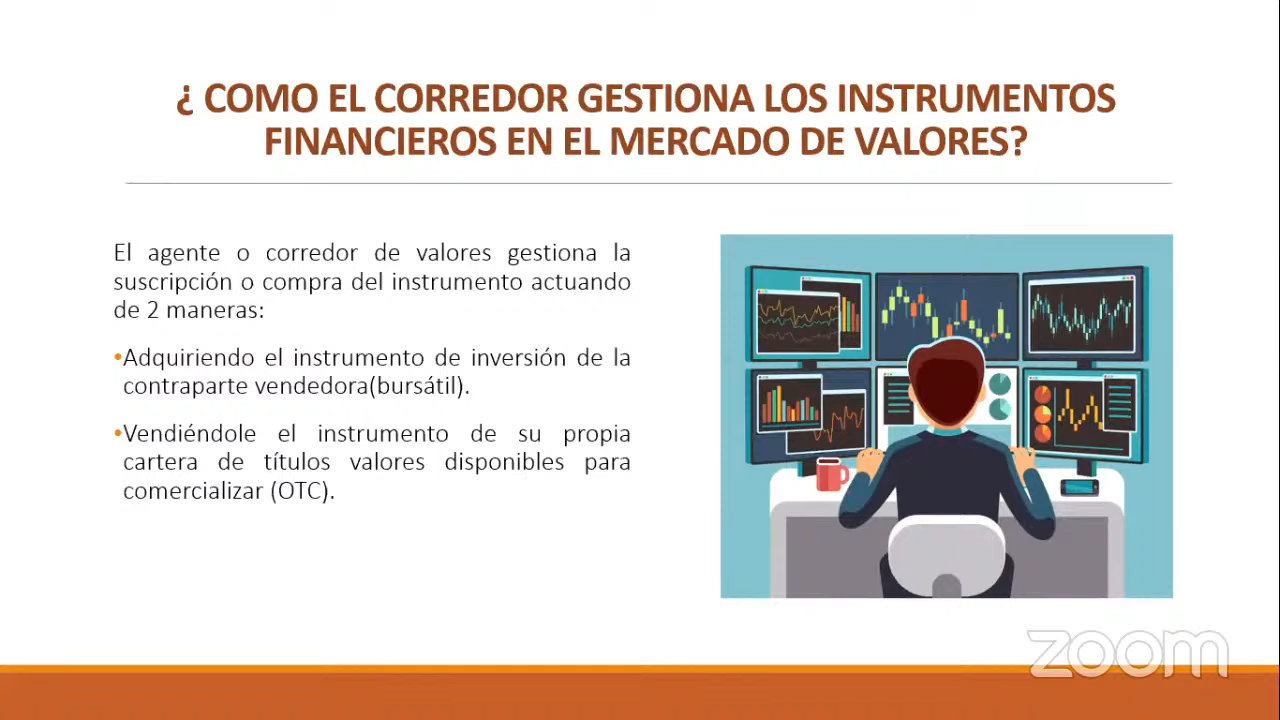 ¿ COMO EL CORREDOR GESTIONA LOS INSTRUMENTOS
FINANCIEROS EN EL MERCADO DE VALORES?
El agente o corredor de valores gestiona la
suscripción o compra del instrumento actuando
de 2 maneras:
•Adquiriendo el instrumento de inversión de la
contraparte vendedora(bursátil).
•Vendiéndole el instrumento de su propia
cartera de títulos valores disponibles para
comercializar (OTC).
zoom